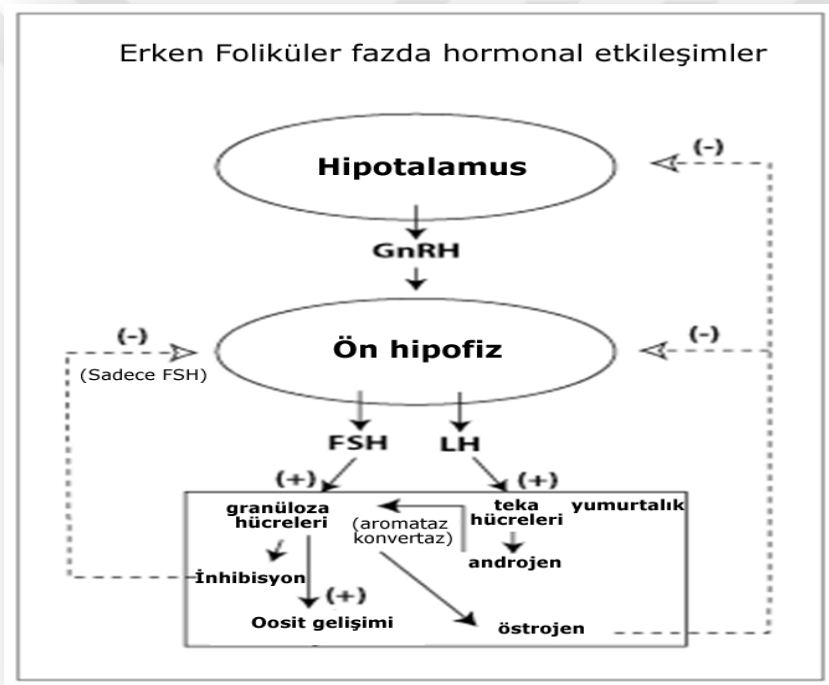 Erken Foliküler fazda hormonal etkileşimler
(-)
Hipotalamus
GnRH
(-)
(Sadece FSH)
Ön hipofiz
(-)
FSH
LH
(+)
(+)
granüloza
hücreleri
(aromataz
konvertaz)
teka
hücreleri
yumurtalık
androjen
İnhibisyon
(+)
Oosit gelişimi
östrojen